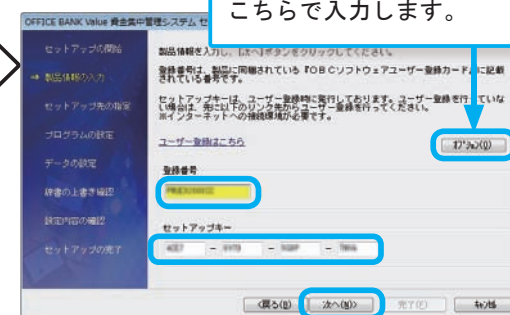 こちらで入力します。
OFFICE BANK Value 資金集中管理システム セ
セットアップの開始
製品情報の入力
セットアップ先の指定
プログラムの設定
データの設定
辞書の上書き確認
設定内容の確認
セットアップの完了
製品情報を入力し、[次へ]ボタンをクリックしてください。
登録番号は、製品に同梱されている『OBCソフトウェアユーザー登録カード』に記載
されている番号です。
セットアップキーは、ユーザー登録時に発行しております。ユーザー登録を行っていな
い場合は、先に以下のリンク先からユーザー登録を行ってください。
※インターネットへの接続環境が必要です。
ユーザー登録はこちら
オプション(O)
登録番号
セットアップキー
- - -
<戻る(B)
次へ(N)>
完了(F)
キャンセル